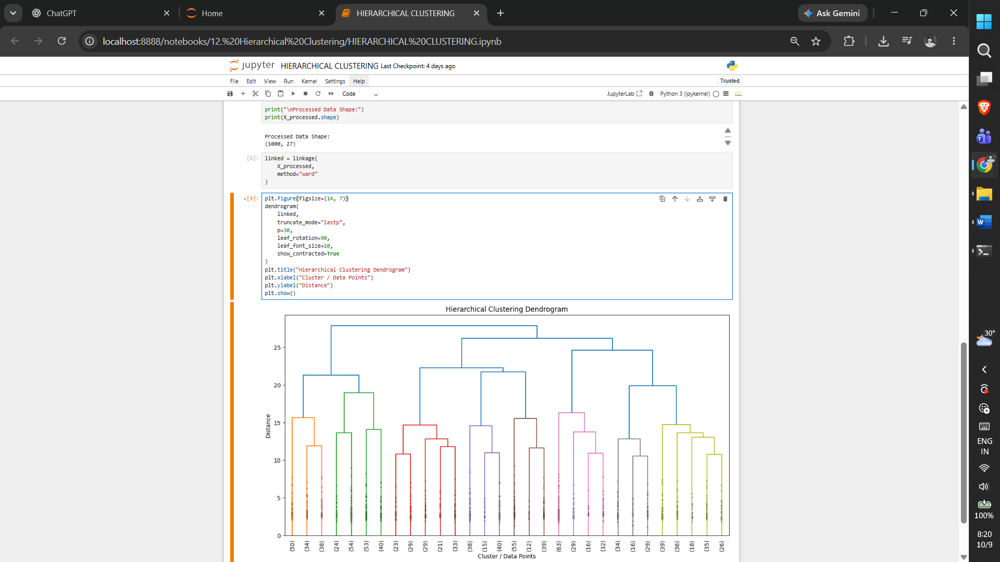 ChatGPT
Home
HIERARCHICAL CLUSTERING
Ask Gemini
localhost:8888/notebooks/12.%20Hierarchical%20Clustering/HIERARCHICAL%20CLUSTERING.ipynb
jupyter HIERARCHICAL CLUSTERING Last Checkpoint: 4 days ago
File Edit View Run Kernel Settings Help
Trusted
Code
JupyterLab
Python 3 (ipykernel)
print("\nProcessed Data Shape:")
print(X_processed.shape)
Processed Data Shape:
(1000, 27)
[8]:
linked = linkage(
X_processed,
method="ward"
)
[9]:
plt.figure(figsize=(14, 7))
dendrogram(
linked,
truncate_mode="lastp",
p=30,
leaf_rotation=90,
leaf_font_size=10,
show_contracted=True
)
plt.title("Hierarchical Clustering Dendrogram")
plt.xlabel("Cluster / Data Points")
plt.ylabel("Distance")
plt.show()
Hierarchical Clustering Dendrogram
25
20
15
10
5
0
Distance
(50) (34) (38) (24) (54) (53) (40) (23) (29) (29) (21) (33) (38) (15) (40) (55) (12) (39) (63) (29) (16) (32) (34) (16) (29) (39) (36) (18) (35) (26)
Cluster / Data Points
30°
ENG
IN
100%
8:20
10/9